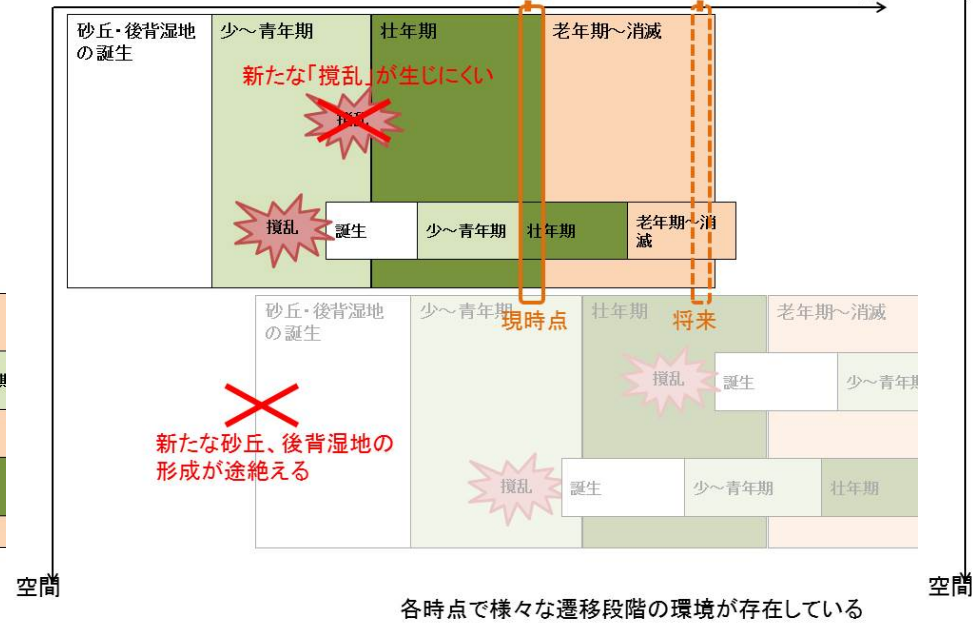 砂丘・後背湿地
の誕生
少～青年期
壮年期
老年期～消滅
新たな「撹乱」が生じにくい
撹乱
撹乱
誕生
少～青年期
壮年期
老年期～消
滅
砂丘・後背湿地
の誕生
少～青年期
現時点
壮年期
将来
老年期～消滅
撹乱
誕生
少～青年期
新たな砂丘、後背湿地の
形成が途絶える
撹乱
誕生
少～青年期
壮年期
空間
空間
各時点で様々な遷移段階の環境が存在している